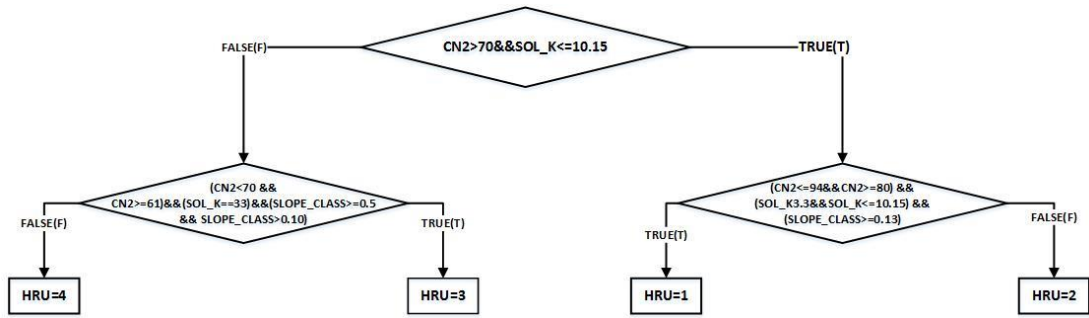 CN2>70&&SOL_K<=10.15
FALSE(F)
TRUE(T)
(CN2<70 &&
CN2>=61)&&(SOL_K==33)&&(SLOPE_CLASS>=0.5
&& SLOPE_CLASS>0.10)
(CN2<=94&&CN2>=80) &&
(SOL_K3.3&&SOL_K<=10.15) &&
(SLOPE_CLASS>=0.13)
FALSE(F)
TRUE(T)
TRUE(T)
FALSE(F)
HRU=4
HRU=3
HRU=1
HRU=2